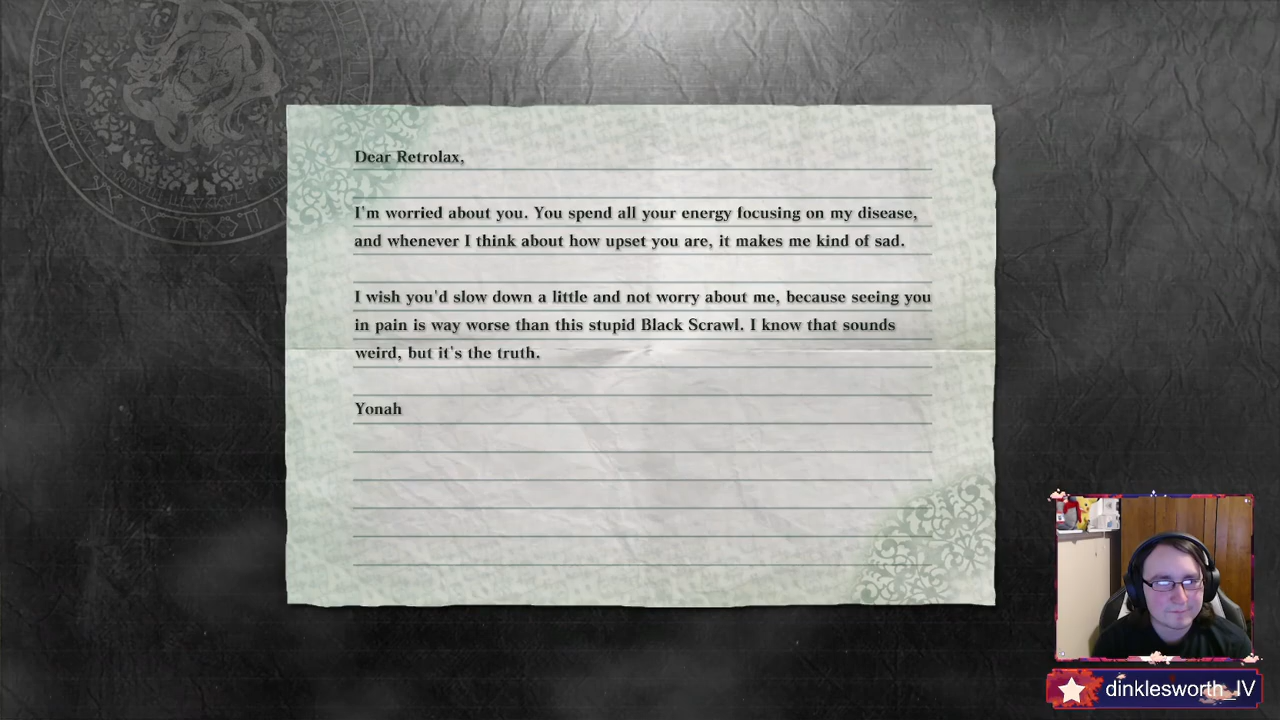 Dear Retrolax,
I'm worried about you. You spend all your energy focusing on my disease,
and whenever I think about how upset you are, it makes me kind of sad.
I wish you'd slow down a little and not worry about me, because seeing you
in pain is way worse than this stupid Black Scrawl. I know that sounds
weird, but it's the truth.
Yonah
dinklesworth_IV